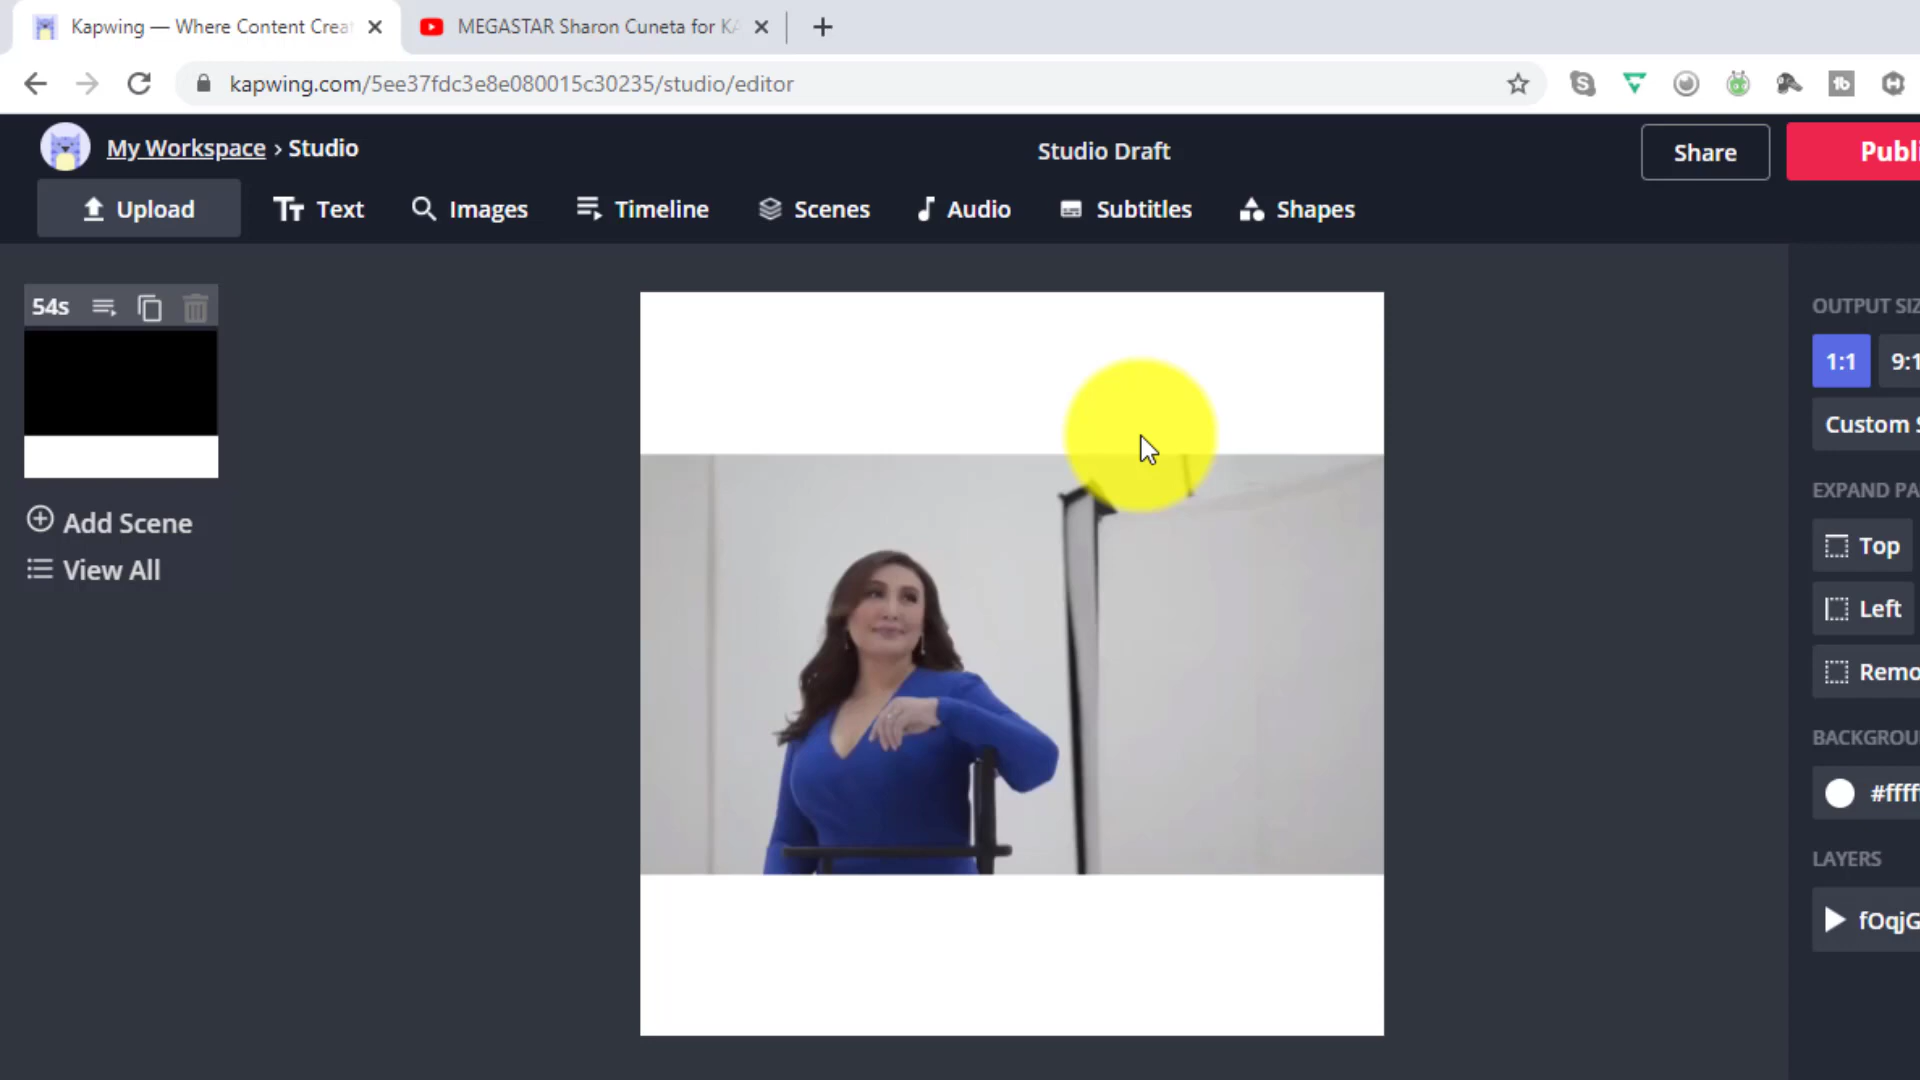 Kapwing — Where Content Crea
MEGASTAR Sharon Cuneta for KA
kapwing.com/5ee37fdc3e8e080015c30235/studio/editor
My Workspace › Studio
Studio Draft
Share
Publi
Upload
Text
Images
Timeline
Scenes
Audio
Subtitles
Shapes
54s
Add Scene
View All
OUTPUT SIZ
1:1
9:1
Custom S
EXPAND PA
Top
Left
Remo
BACKGROU
#ffff
LAYERS
fOqjG